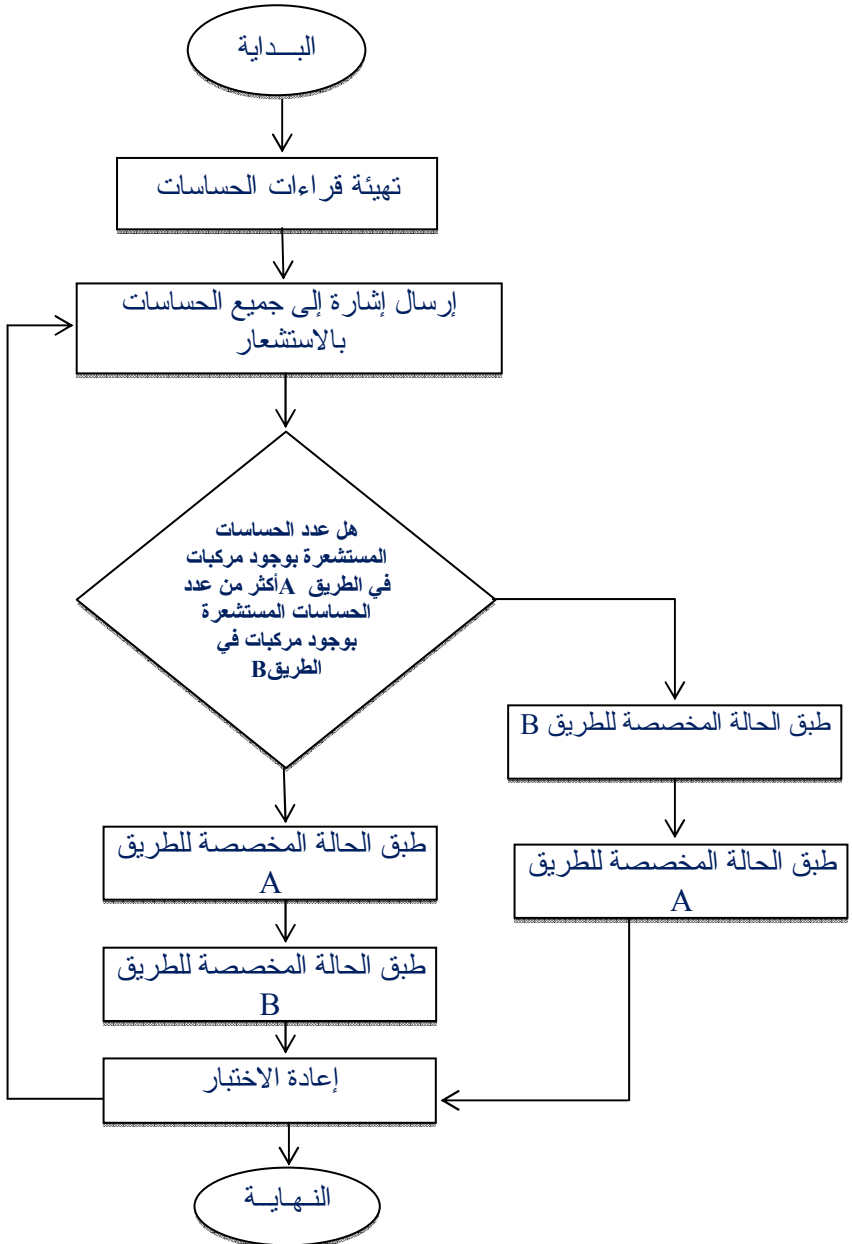 البـــداية
تهيئة قراءات الحساسات
إرسال إشارة إلى جميع الحساسات
بالاستشعار
هل عدد الحساسات
المستشعرة بوجود مركبات
في الطريق Aأكثر من عدد
الحساسات المستشعرة
بوجود مركبات في
الطريقB
طبق الحالة المخصصة للطريق B
طبق الحالة المخصصة للطريق
A
طبق الحالة المخصصة للطريق
A
طبق الحالة المخصصة للطريق
B
إعادة الاختبار
النـهايــة